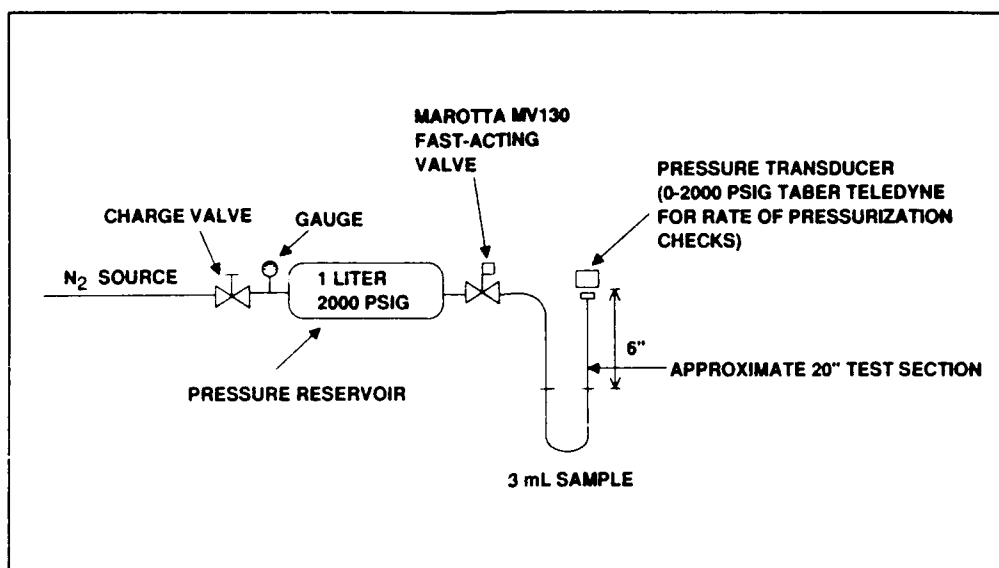 MAROTTA MV130
FAST-ACTING
VALVE
PRESSURE TRANSDUCER
(0-2000 PSIG TABER TELEDYNE
FOR RATE OF PRESSURIZATION
CHECKS)
CHARGE VALVE
GAUGE
N2 SOURCE
1 LITER
2000 PSIG
6"
APPROXIMATE 20" TEST SECTION
PRESSURE RESERVOIR
3 mL SAMPLE